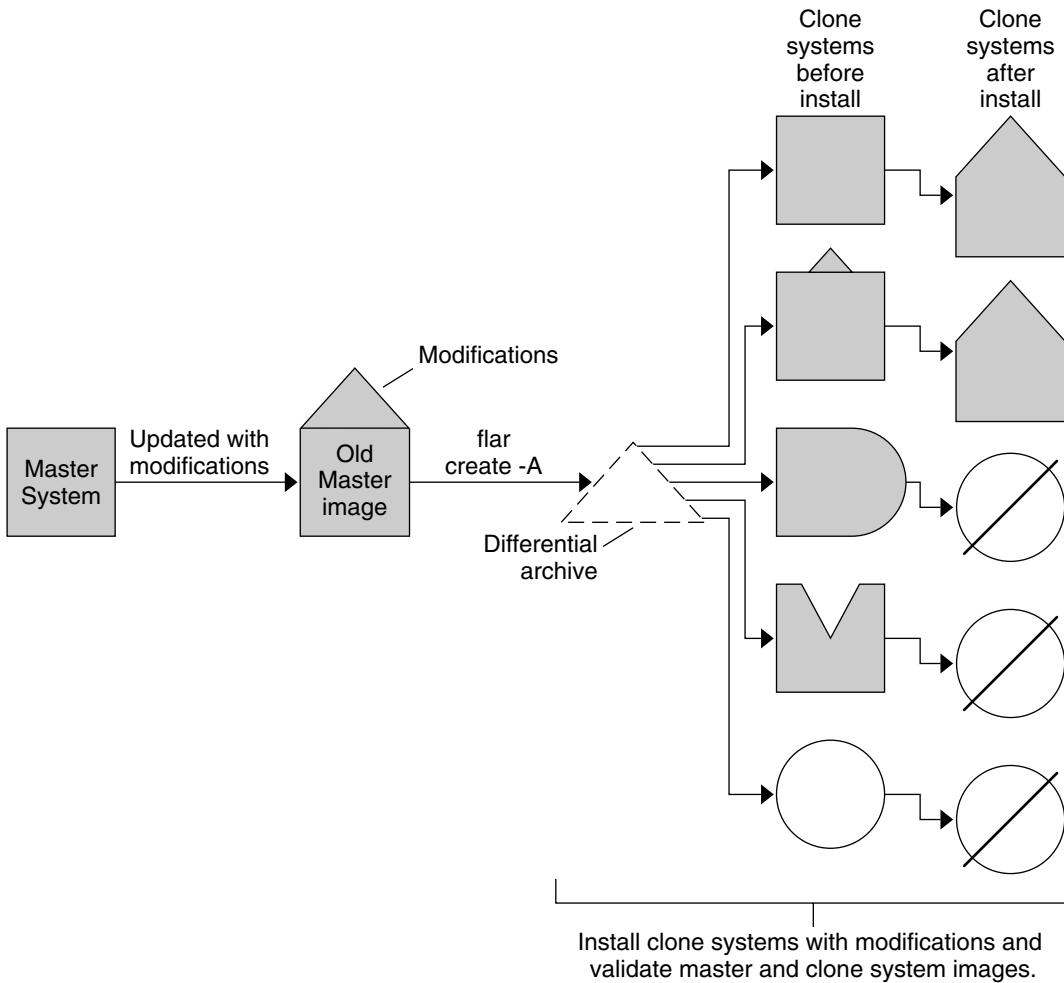 Clone
systems
before
install
Clone
systems
after
install
Modifications
Master
System
Updated with
modifications
Old
Master
image
flar
create -A
Differential
archive
Install clone systems with modifications and
validate master and clone system images.